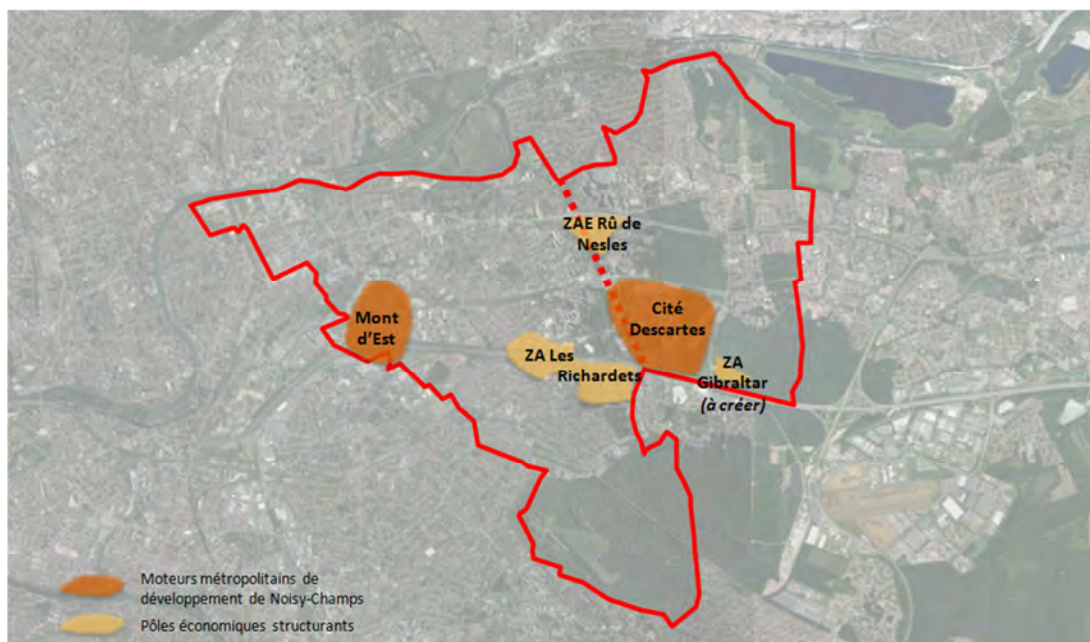 ZAE Rû de
Nesles
Mont
d'Est
Cité
Descartes
ZA Les
Richardets
ZA
Gibraltar
(à créer)
Moteurs métropolitains de
développement de Noisy-Champs
Pôles économiques structurants